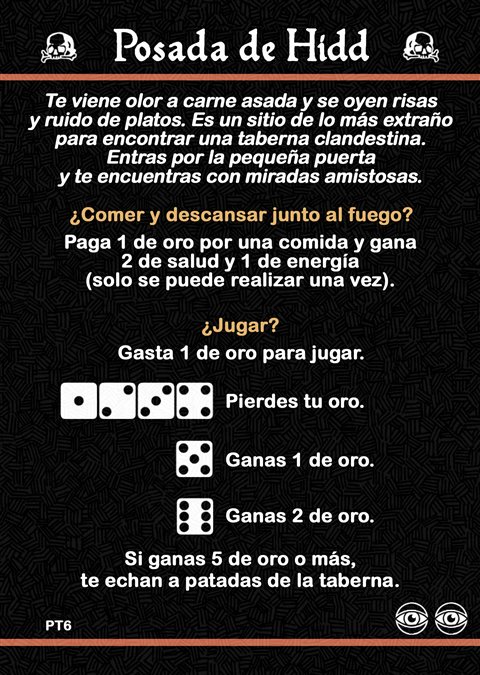 Posada de Hidd
Te viene olor a carne asada y se oyen risas
y ruido de platos. Es un sitio de lo más extraño
para encontrar una taberna clandestina.
Entras por la pequeña puerta
y te encuentras con miradas amistosas.
¿Comer y descansar junto al fuego?
Paga 1 de oro por una comida y gana
2 de salud y 1 de energía
(solo se puede realizar una vez).
¿Jugar?
Gasta 1 de oro para jugar.
Pierdes tu oro.
Ganas 1 de oro.
Ganas 2 de oro.
Si ganas 5 de oro o más,
te echan a patadas de la taberna.
PT6